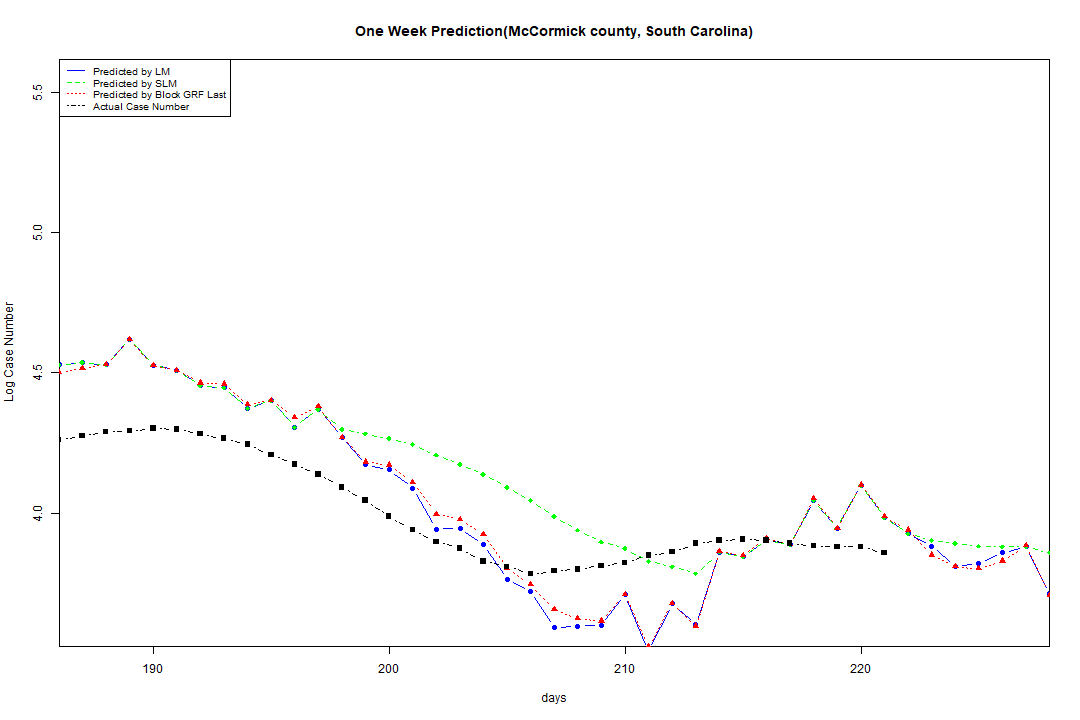 One Week Prediction(McCormick county, South Carolina)
Predicted by LM
Predicted by SLM
Predicted by Block GRF Last
Actual Case Number
5.5
5.0
4.5
4.0
Log Case Number
190 200 210 220
days